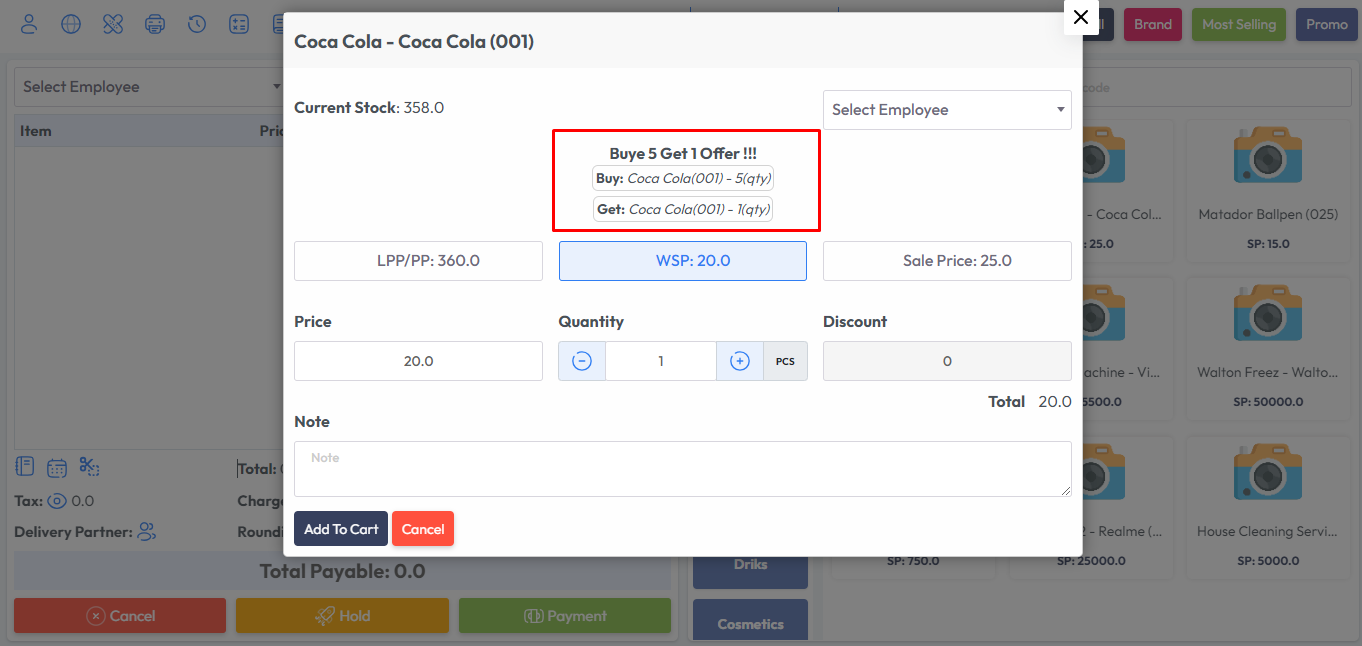 Brand
Most Selling
Promo
Coca Cola - Coca Cola (001)
Select Employee
Item
Current Stock: 358.0
Select Employee
code
Buye 5 Get 1 Offer !!!
Buy: Coca Cola(001) - 5(qty)
Get: Coca Cola(001) - 1(qty)
LPP/PP: 360.0
WSP: 20.0
Sale Price: 25.0
Price
Quantity
Discount
20.0
1
PCS
0
Total 20.0
Note
Note
Add To Cart
Cancel
- Coca Col...
: 25.0
Matador Ballpen (025)
SP: 15.0
achine - Vi...
5500.0
Walton Freez - Walto...
SP: 50000.0
2 - Realme (...
SP: 750.0
SP: 25000.0
House Cleaning Servi...
SP: 5000.0
Total:
Tax: 0.0
Charge
Delivery Partner:
Roundi
Total Payable: 0.0
Cancel
Hold
Payment
Driks
Cosmetics